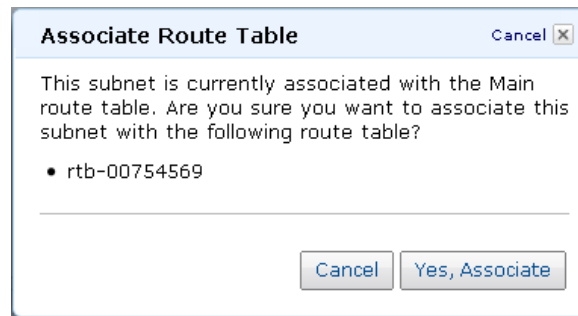 Associate Route Table
Cancel
This subnet is currently associated with the Main
route table. Are you sure you want to associate this
subnet with the following route table?
• rtb-00754569
Cancel
Yes, Associate